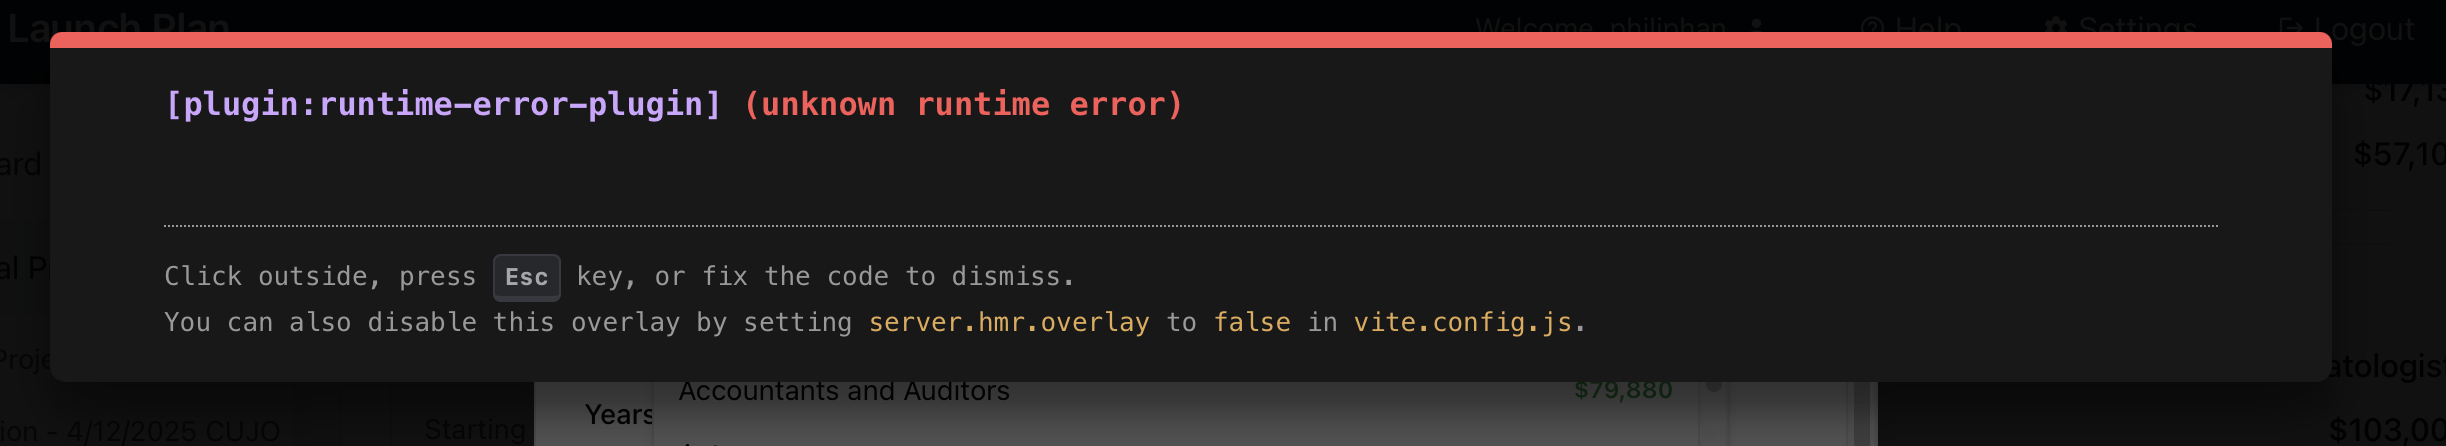 Launch Plan
Welcome, philiphan
Help
Settings
Logout
[plugin:runtime-error-plugin] (unknown runtime error)
$57,10
ard
Click outside, press Esc key, or fix the code to dismiss.
al P
You can also disable this overlay by setting server.hmr.overlay to false in vite.config.js.
Proje
atologis
Accountants and Auditors
$79,880
Years
ion - 4/12/2025 CUJO
Starting
$103,00